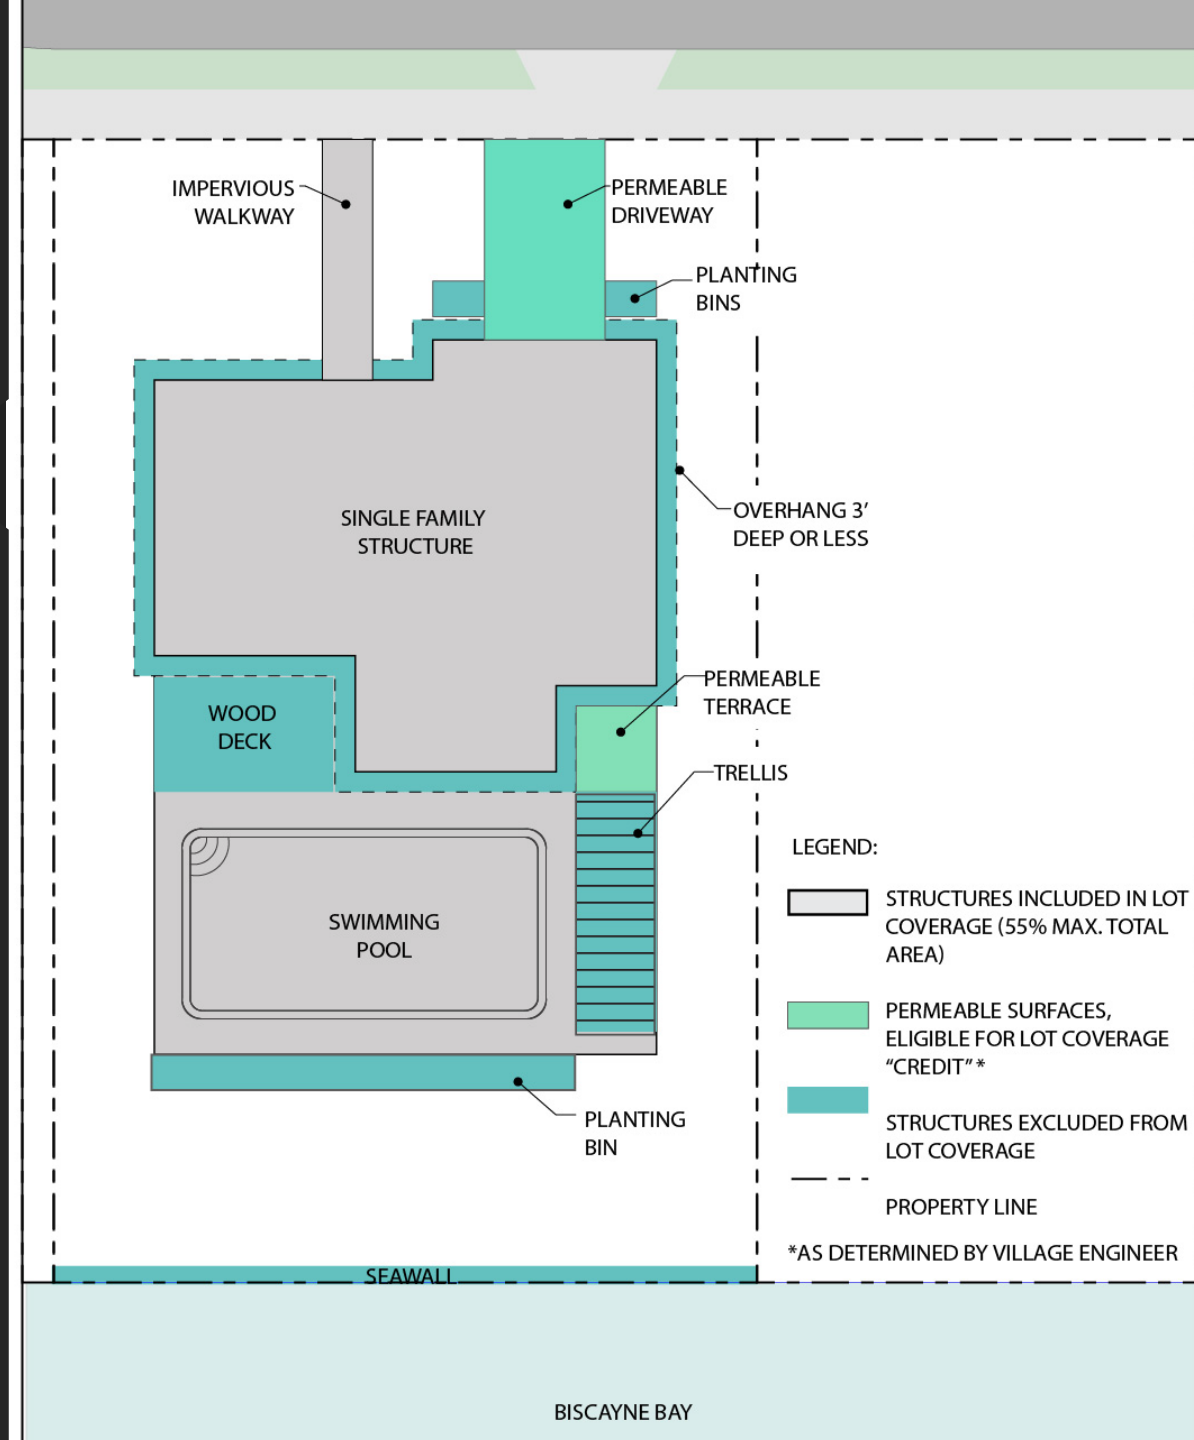 IMPERVIOUS
WALKWAY
PERMEABLE
DRIVEWAY
PLANTING
BINS
SINGLE FAMILY
STRUCTURE
OVERHANG 3’
DEEP OR LESS
WOOD
DECK
PERMEABLE
TERRACE
TRELLIS
SWIMMING
POOL
PLANTING
BIN
LEGEND:
STRUCTURES INCLUDED IN LOT
COVERAGE (55% MAX. TOTAL
AREA)
PERMEABLE SURFACES,
ELIGIBLE FOR LOT COVERAGE
“CREDIT” *
STRUCTURES EXCLUDED FROM
LOT COVERAGE
PROPERTY LINE
*AS DETERMINED BY VILLAGE ENGINEER
SEAWALL
BISCAYNE BAY